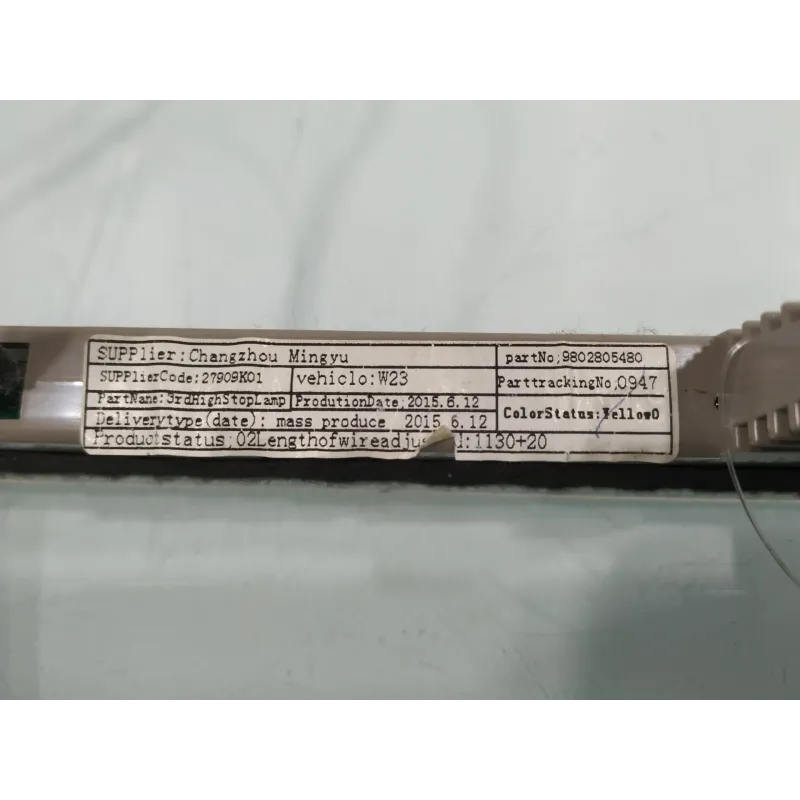 SUPPlier:Changzhou Mingyu
partNo;9802805480
SUPPlierCode:27909K01
vehiclo:W23
ParttrackingNo;0947
PartName:3rdHighStopLamp
ProdutionDate;2015.6.12
ColorStatus:Yellow0
Deliverytype(date): mass produce 2015 6.12
Productstatus;02Lengthofwireadju :1130+20